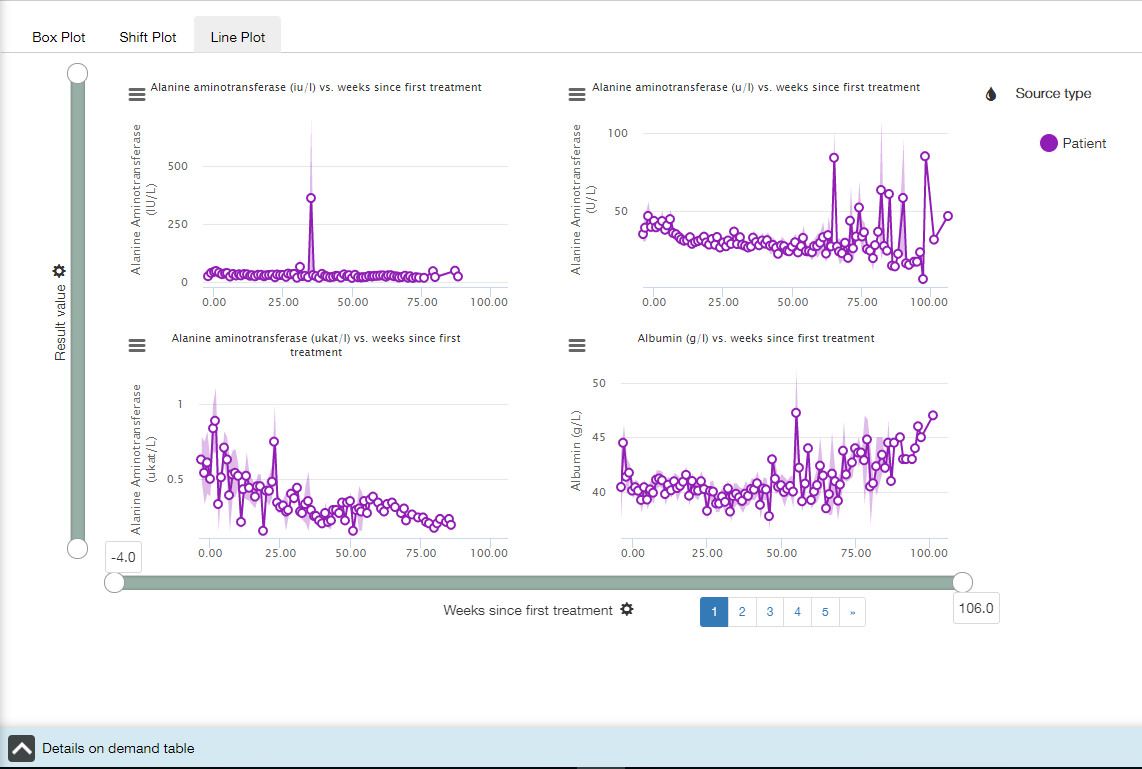 Box Plot
Shift Plot
Line Plot
Alanine aminotransferase (iu/l) vs. weeks since first treatment
Alanine Aminotransferase
(IU/L)
500
250
0
0.00
25.00
50.00
75.00
100.00
Alanine aminotransferase (u/l) vs. weeks since first treatment
Alanine Aminotransferase
(U/L)
100
50
0.00
25.00
50.00
75.00
100.00
Source type
Patient
Result value
Alanine aminotransferase (ukat/l) vs. weeks since first
treatment
Alanine Aminotransferase
(ukat/L)
1
0.5
0.00
25.00
50.00
75.00
100.00
Albumin (g/l) vs. weeks since first treatment
Albumin (g/L)
50
45
40
0.00
25.00
50.00
75.00
100.00
-4.0
106.0
Weeks since first treatment
1
2
3
4
5
»
Details on demand table